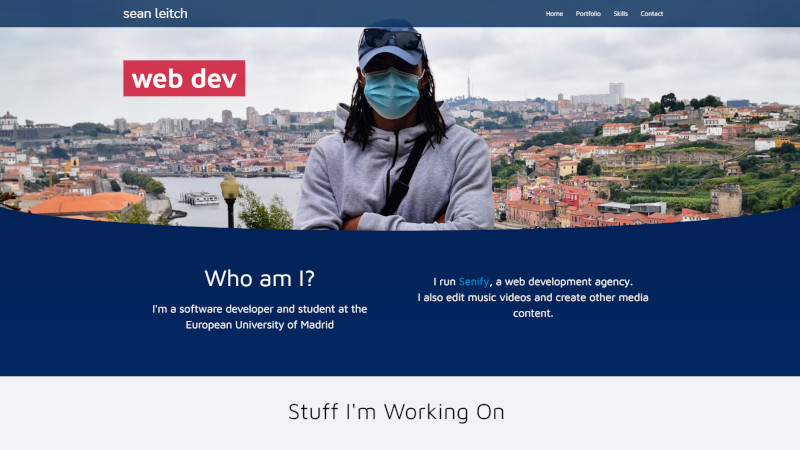 sean leitch
Home Portfolio Skills Contact
web dev
Who am I?
I'm a software developer and student at the
European University of Madrid
I run Senify, a web development agency.
I also edit music videos and create other media
content.
Stuff I'm Working On